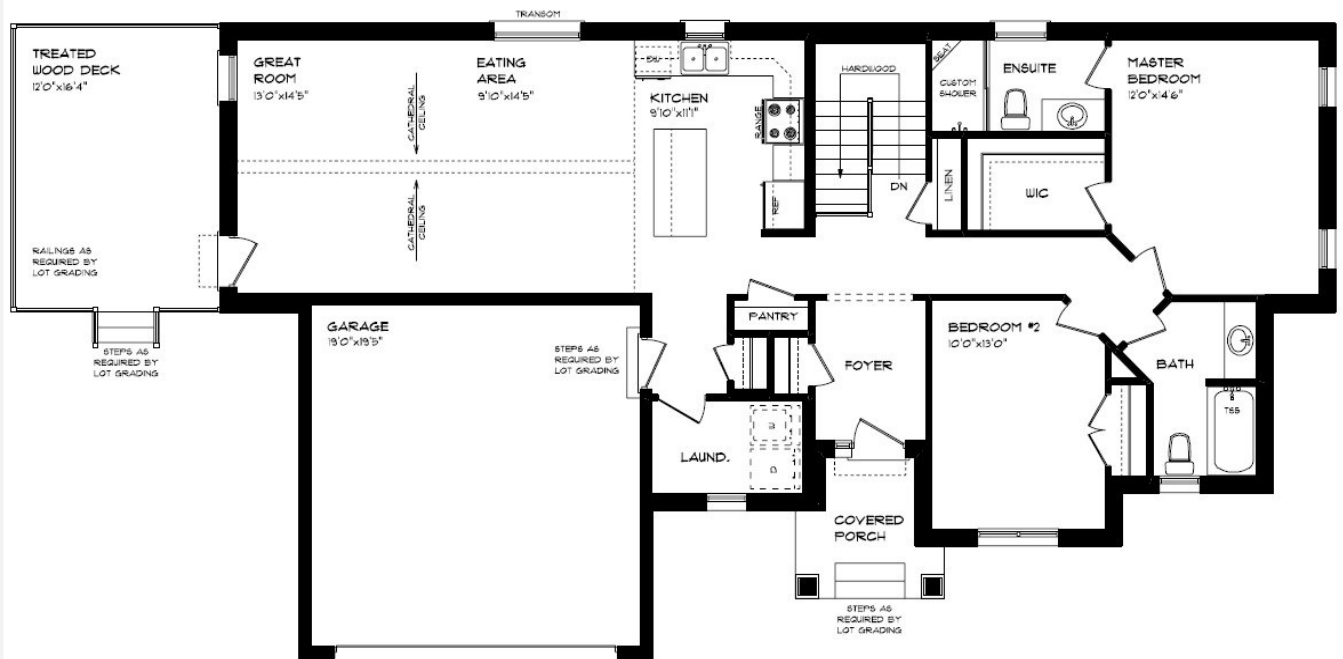 TRANSOM
TREATED
WOOD DECK
12'0"x16'4"
GREAT
ROOM
13'0"x14'5"
CATHEDRAL
CEILING
EATING
AREA
9'10"x14'5"
DW
KITCHEN
9'10"x11'1"
RANGE
REF
HARDWOOD
DN
SEAT
CUSTOM
SHOWER
ENSUITE
MASTER
BEDROOM
12'0"x14'6"
LINEN
WIC
CATHEDRAL
CEILING
RAILINGS AS
REQUIRED BY
LOT GRADING
STEPS AS
REQUIRED BY
LOT GRADING
GARAGE
19'0"x19'5"
STEPS AS
REQUIRED BY
LOT GRADING
PANTRY
FOYER
BEDROOM #2
10'0"x13'0"
BATH
LAUND.
W
D
COVERED
PORCH
STEPS AS
REQUIRED BY
LOT GRADING